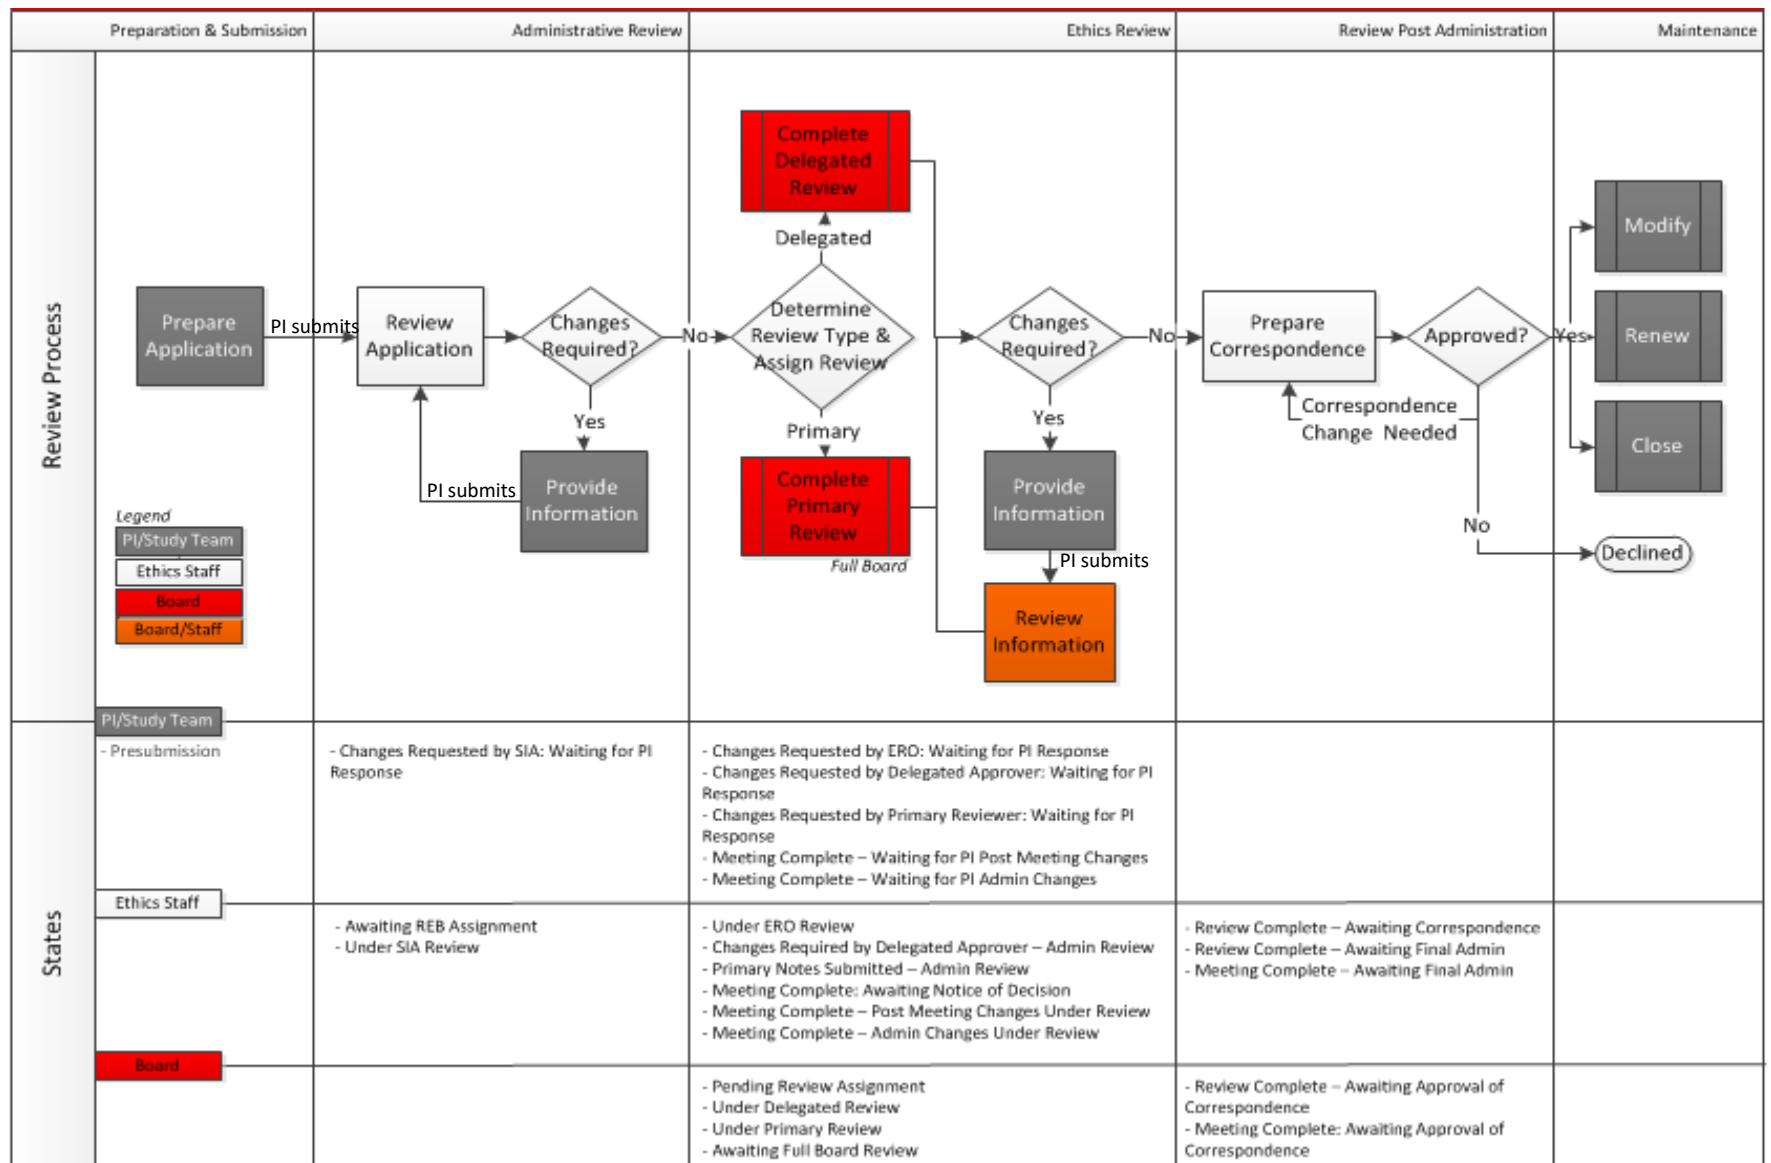 Preparation & Submission
Administrative Review
Ethics Review
Review Post Administration
Maintenance
Review Process
Prepare
Application
PI submits
Review
Application
Changes
Required?
Yes
Provide
Information
PI submits
No
Determine
Review Type &
Assign Review
Delegated
Complete
Delegated
Review
Primary
Complete
Primary
Review
Full Board
Changes
Required?
Yes
Provide
Information
PI submits
Review
Information
No
Prepare
Correspondence
Approved?
Correspondence
Change Needed
Yes
Modify
Renew
Close
No
Declined
Legend
PI/Study Team
Ethics Staff
Board
Board/Staff
States
PI/Study Team
- Presubmission
- Changes Requested by SIA: Waiting for PI
Response
- Changes Requested by ERO: Waiting for PI Response
- Changes Requested by Delegated Approver: Waiting for PI
Response
- Changes Requested by Primary Reviewer: Waiting for PI
Response
- Meeting Complete – Waiting for PI Post Meeting Changes
- Meeting Complete – Waiting for PI Admin Changes
Ethics Staff
- Awaiting REB Assignment
- Under SIA Review
- Under ERO Review
- Changes Required by Delegated Approver – Admin Review
- Primary Notes Submitted – Admin Review
- Meeting Complete: Awaiting Notice of Decision
- Meeting Complete – Post Meeting Changes Under Review
- Meeting Complete – Admin Changes Under Review
- Review Complete – Awaiting Correspondence
- Review Complete – Awaiting Final Admin
- Meeting Complete – Awaiting Final Admin
Board
- Pending Review Assignment
- Under Delegated Review
- Under Primary Review
- Awaiting Full Board Review
- Review Complete – Awaiting Approval of
Correspondence
- Meeting Complete: Awaiting Approval of
Correspondence